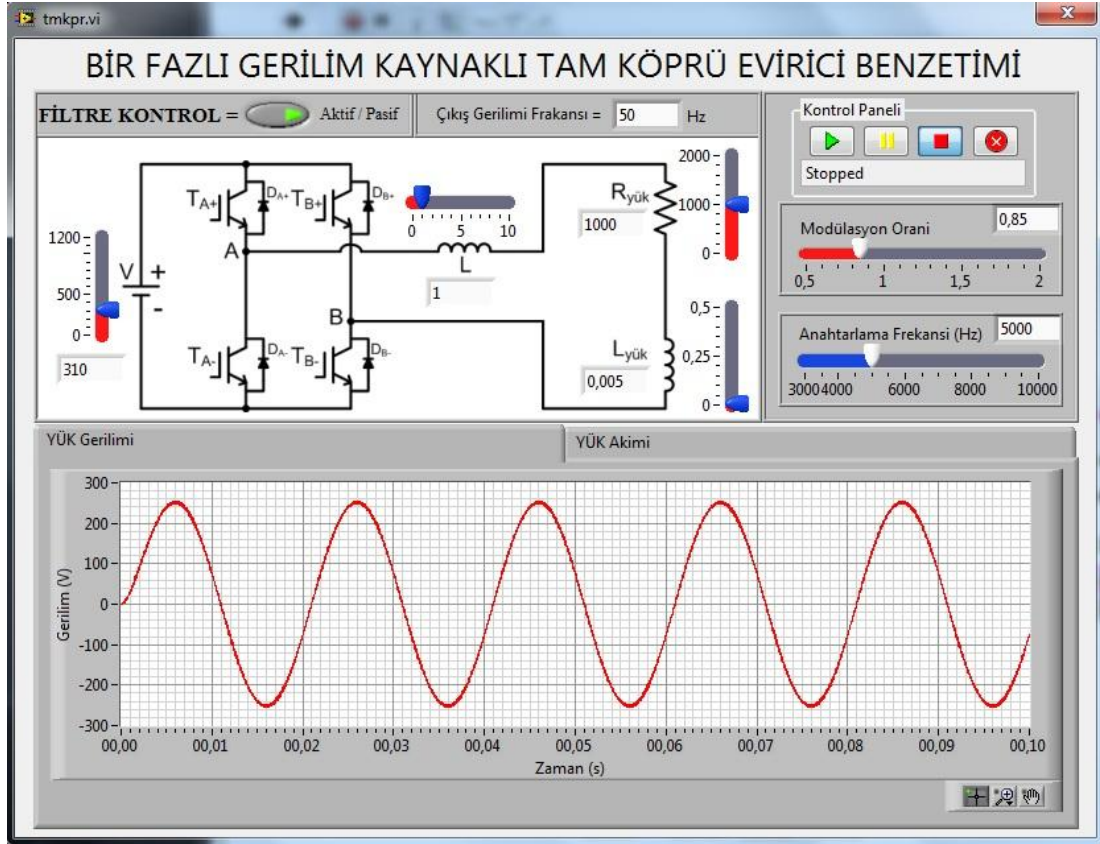 tmkpr.vi
BİR FAZLI GERİLİM KAYNAKLI TAM KÖPRÜ EVİRİCİ BENZETİMİ
FİLTRE KONTROL = Aktif / Pasif
Çıkış Gerilimi Frakansı = 50 Hz
Kontrol Paneli
Stopped
Modülasyon Orani 0,85
0,5 1 1,5 2
Anahtarlama Frekansi (Hz) 5000
3000 4000 6000 8000 10000
1200
500
0
310
V + -
TA+ DA+ TB+ DB+
A
B
TA- DA- TB- DB-
0 5 10
L
1
Ryük
1000
2000
1000
0
Lyük
0,005
0,5
0,25
0
YÜK Gerilimi
YÜK Akimi
Gerilim (V)
300
200
100
0
-100
-200
-300
00,00 00,01 00,02 00,03 00,04 00,05 00,06 00,07 00,08 00,09 00,10
Zaman (s)